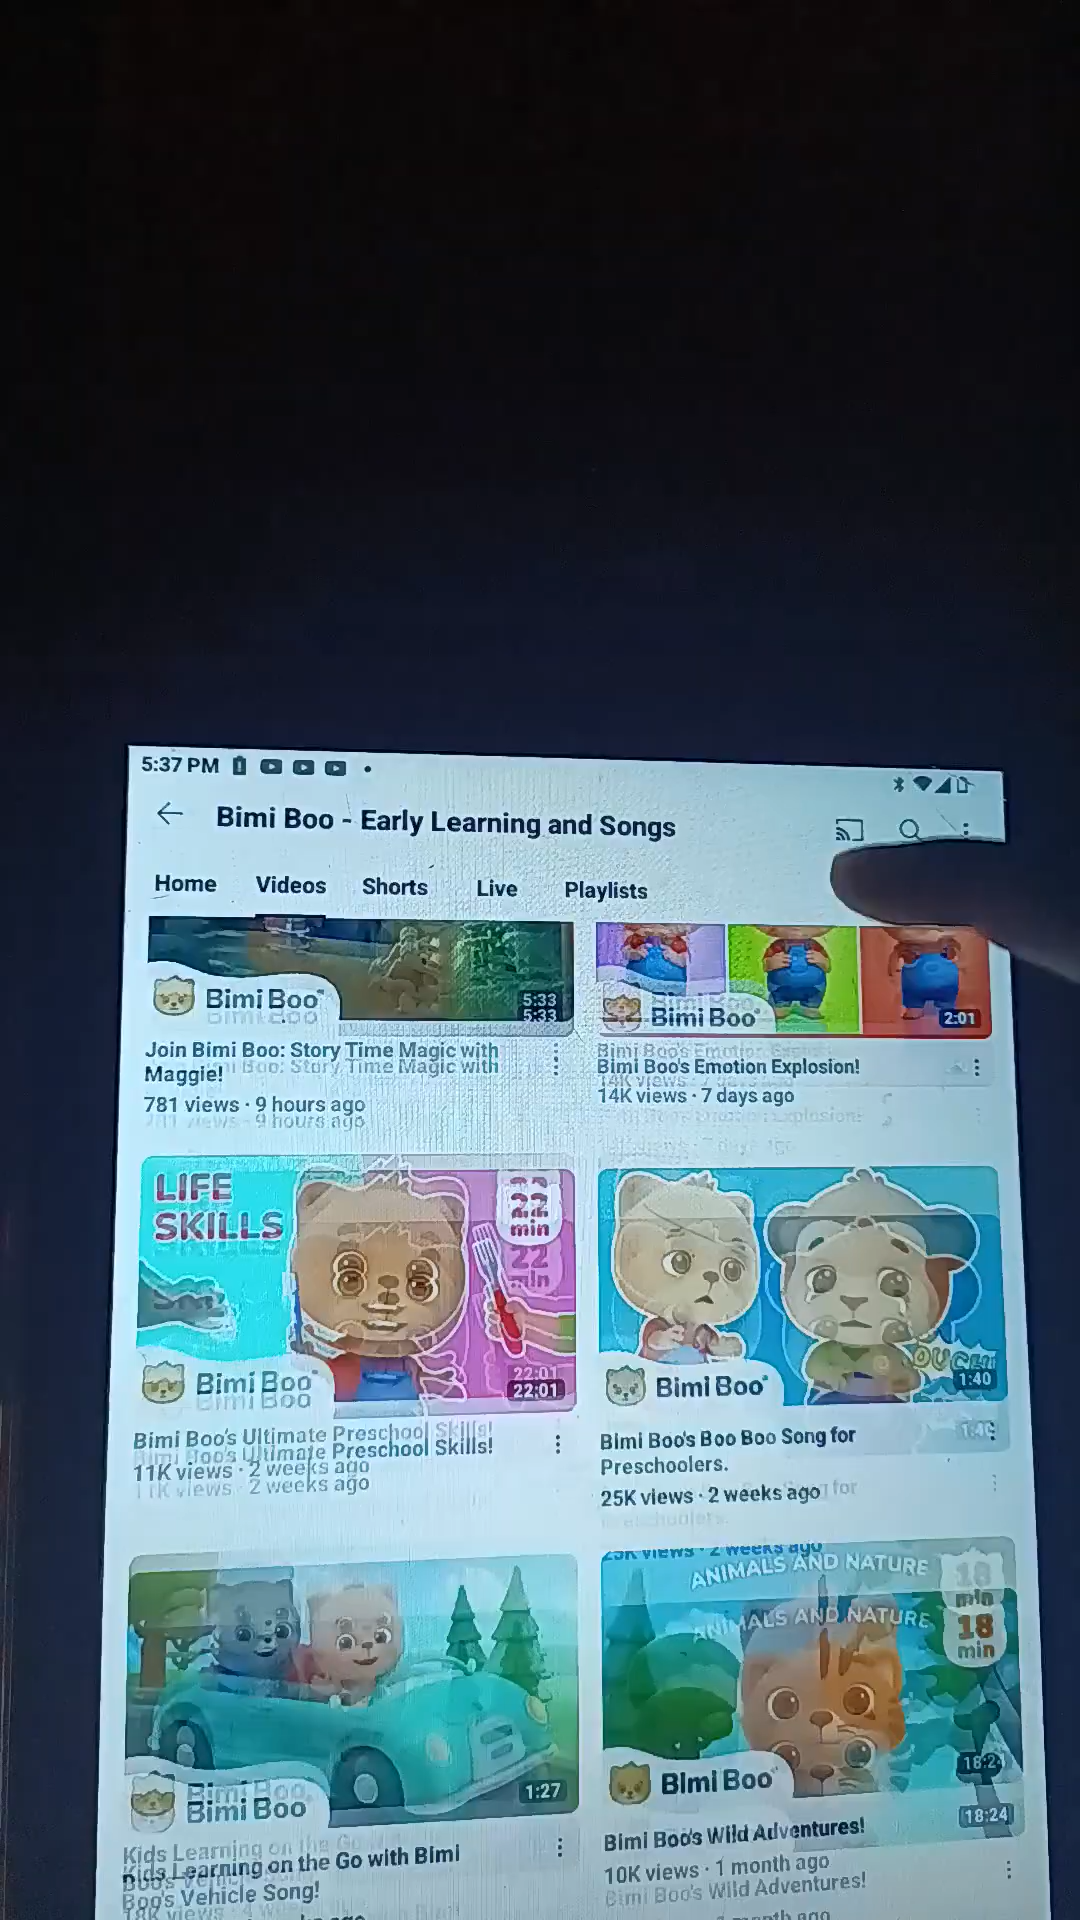 5:37 PM
Bimi Boo - Early Learning and Songs
Home Videos Shorts Live Playlists
Bimi Boo
5:33
Join Bimi Boo: Story Time Magic with
Maggie!
781 views · 9 hours ago
Bimi Boo
2:01
Bimi Boo's Emotion Explosion!
14K views · 7 days ago
LIFE
SKILLS
22
min
Bimi Boo
22:01
Bimi Boo's Ultimate Preschool Skills!
11K views · 2 weeks ago
OUCH!
Bimi Boo
1:40
Bimi Boo's Boo Boo Song for
Preschoolers.
25K views · 2 weeks ago
B
Bimi Boo
1:27
Kids Learning on the Go with Bimi
Boo's Vehicle Song!
18K views
ANIMALS AND NATURE
18
min
Bimi Boo
18:24
Bimi Boo's Wild Adventures!
10K views · 1 month ago